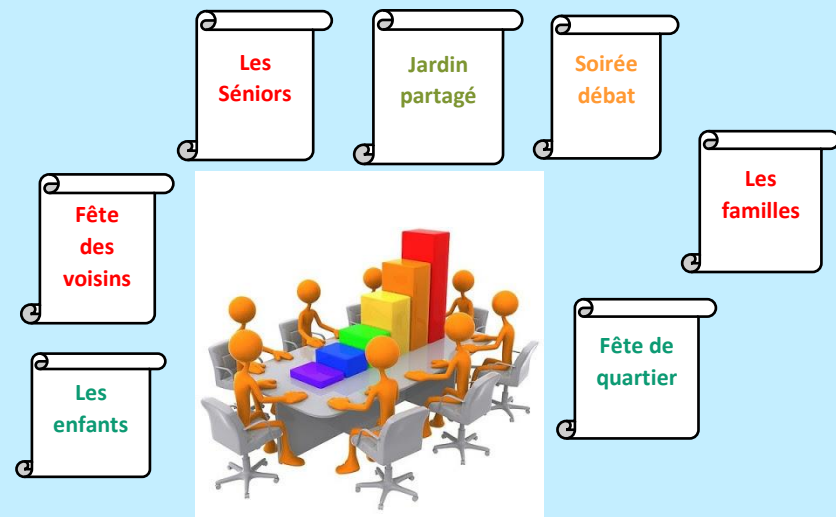 Les
Séniors
Jardin
partagé
Soirée
débat
Les
familles
Fête
des
voisins
Fête de
quartier
Les
enfants